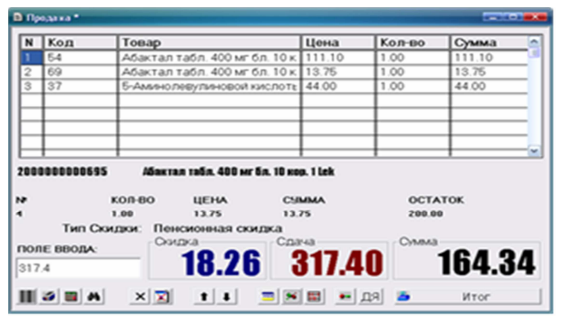 Продажа *
N Код Товар Цена Кол-во Сумма
1 54 Абактал табл. 400 мг бл. 10 к 111.10 1.00 111.10
2 69 Абактал табл. 400 мг бл. 10 к 13.75 1.00 13.75
3 37 5-Аминолевулиновой кислоть 44.00 1.00 44.00
2000000000695 Абактал табл. 400 мг бл. 10 кор. 1 Lek
№ КОЛ-ВО ЦЕНА СУММА ОСТАТОК
4 1.00 13.75 13.75 200.00
Тип Скидки: Пенсионная скидка
ПОЛЕ ВВОДА: Скидка Сдача Сумма
317.4 18.26 317.40 164.34
ДЯ Итог